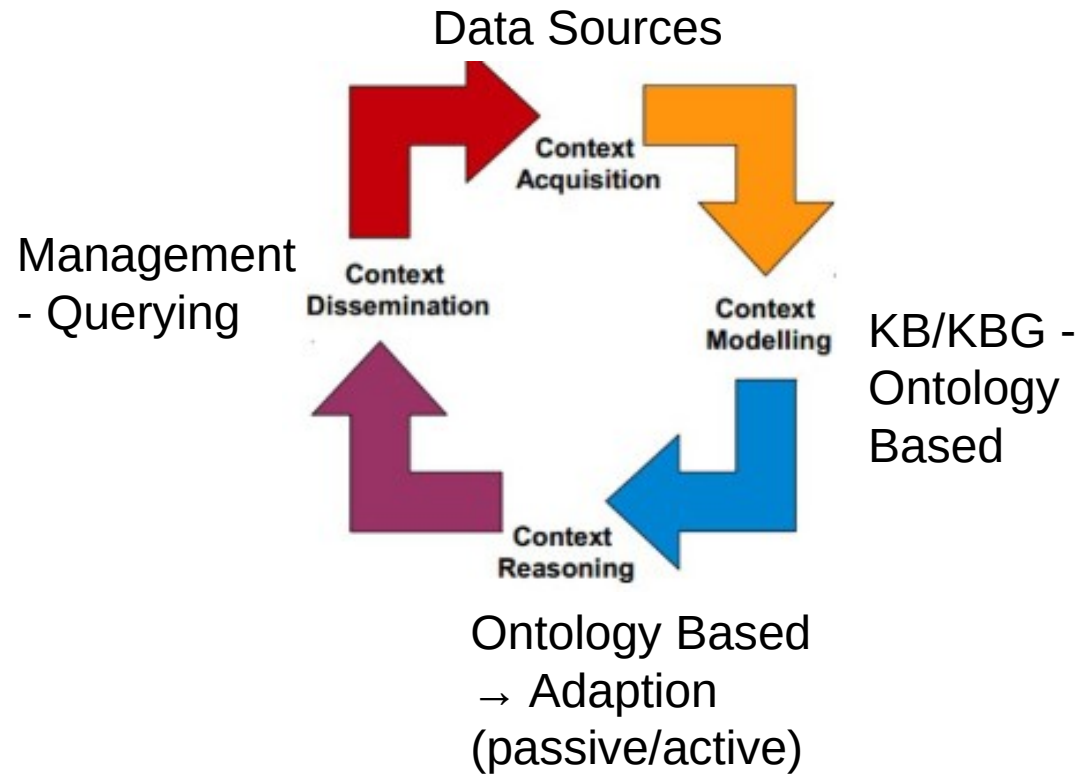 Data Sources
Context
Acquisition
Management
- Querying
Context
Dissemination
Context
Modelling
KB/KBG -
Ontology
Based
Context
Reasoning
Ontology Based
→ Adaption
(passive/active)